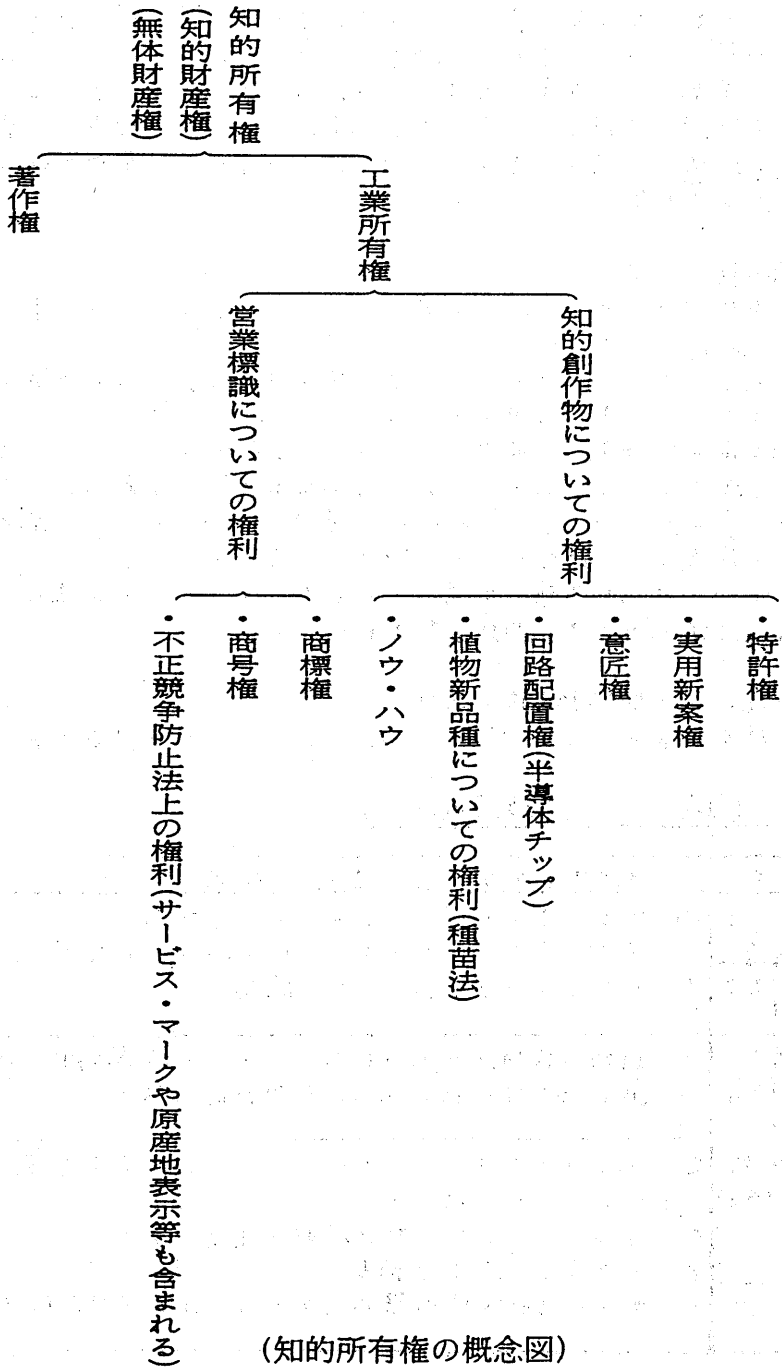 知的所有権
(知的財産権)
(無体財産権)
工業所有権
著作権
知的創作物についての権利
営業標識についての権利
・特許権
・実用新案権
・意匠権
・回路配置権(半導体チップ)
・植物新品種についての権利(種苗法)
・ノウ・ハウ
・商標権
・商号権
・不正競争防止法上の権利(サービス・マークや原産地表示等も含まれる)
(知的所有権の概念図)